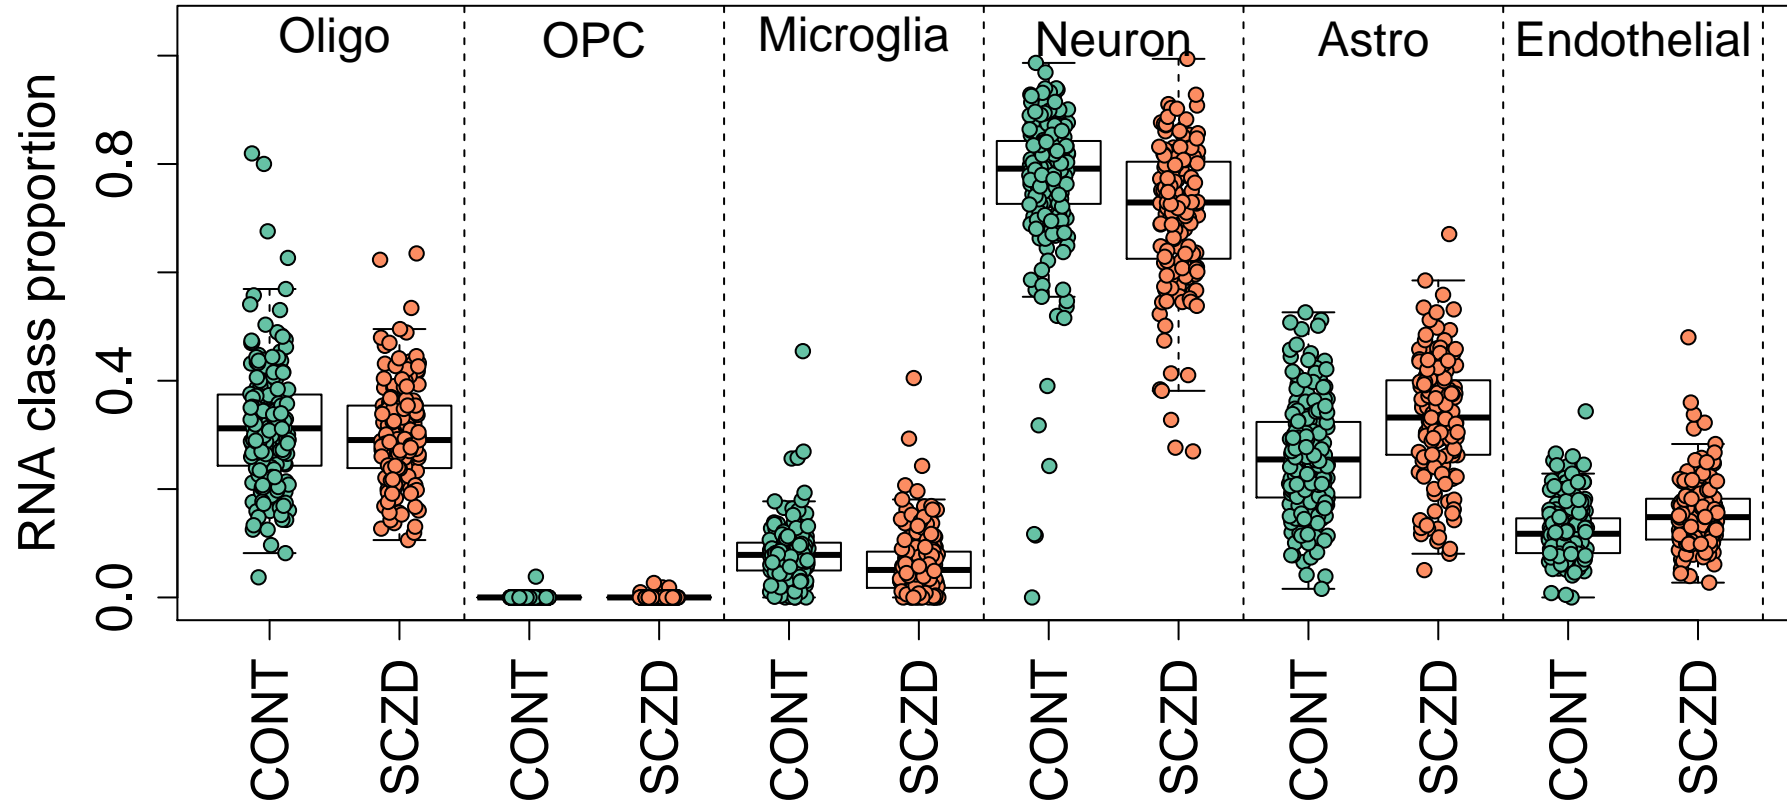 Oligo
OPC
Microglia
Neuron
Astro
Endothelial
RNA class proportion
0.8
0.4
0.0
CONT
SCZD
CONT
SCZD
CONT
SCZD
CONT
SCZD
CONT
SCZD
CONT
SCZD